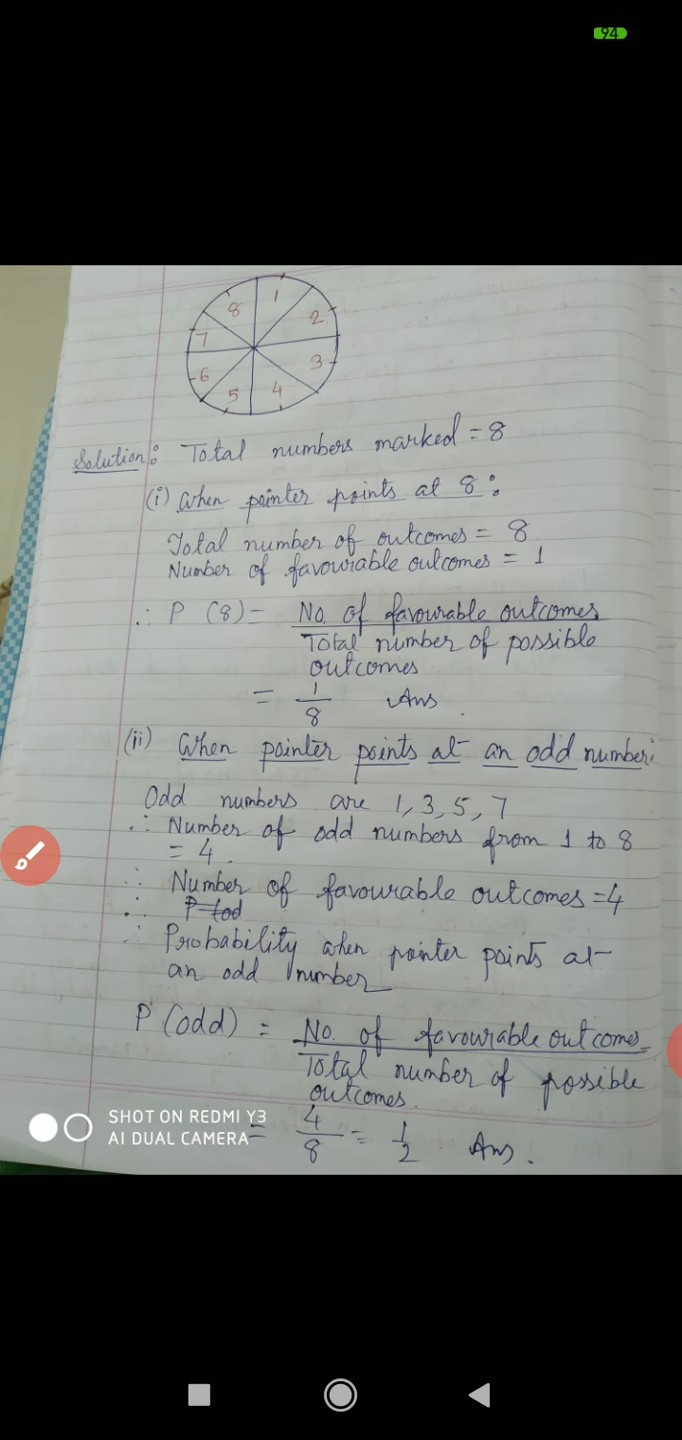 94
1
2
3
4
5
6
7
8
Solution: Total numbers marked = 8
(i) When pointer points at 8:
Total number of outcomes = 8
Number of favourable outcomes = 1
∴ P (8) = No. of favourable outcomes
Total number of possible
outcomes
= 1/8 Ans.
(ii) When pointer points at an odd number:
Odd numbers are 1, 3, 5, 7
∴ Number of odd numbers from 1 to 8
= 4.
∴ Number of favourable outcomes = 4
∴
∴ Probability when pointer points at
an odd number
P (odd) = No. of favourable outcomes
Total number of possible
outcomes.
= 4/8 = 1/2 Ans.
SHOT ON REDMI Y3
AI DUAL CAMERA